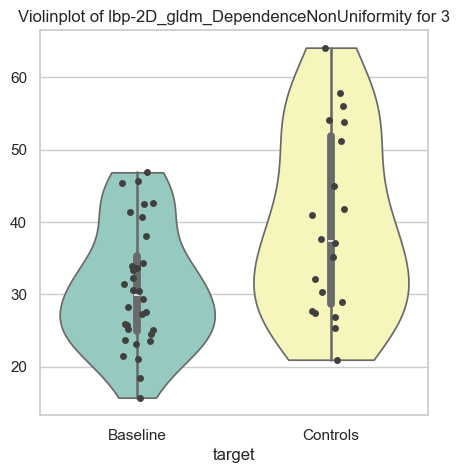 Violinplot of lbp-2D_gldm_DependenceNonUniformity for 3
60
50
40
30
20
Baseline Controls
target